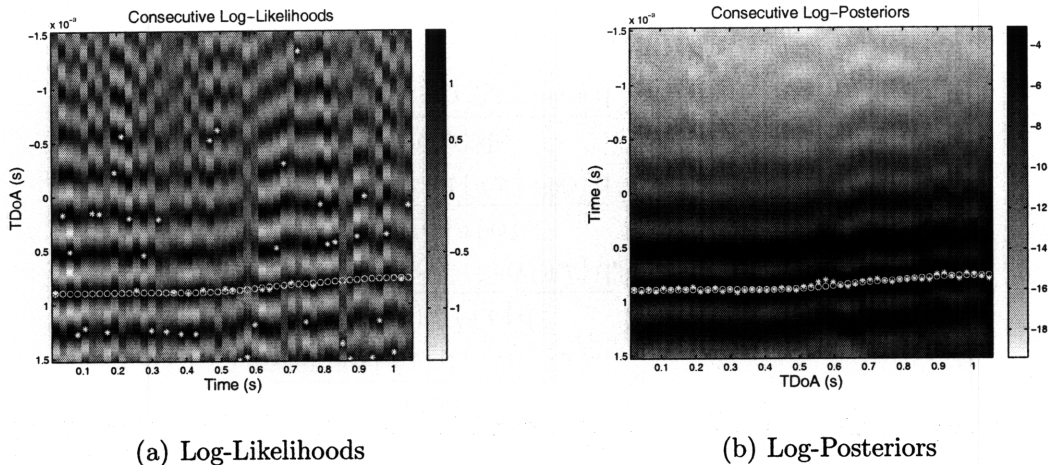 Consecutive Log-Likelihoods
x 10⁻³
-1.5
-1
-0.5
0
0.5
1
1.5
TDoA (s)
0.1 0.2 0.3 0.4 0.5 0.6 0.7 0.8 0.9 1
Time (s)
1
0.5
0
-0.5
-1
(a) Log-Likelihoods
Consecutive Log-Posteriors
x 10⁻³
-1.5
-1
-0.5
0
0.5
1
1.5
Time (s)
0.1 0.2 0.3 0.4 0.5 0.6 0.7 0.8 0.9 1
TDoA (s)
-4
-6
-8
-10
-12
-14
-16
-18
(b) Log-Posteriors